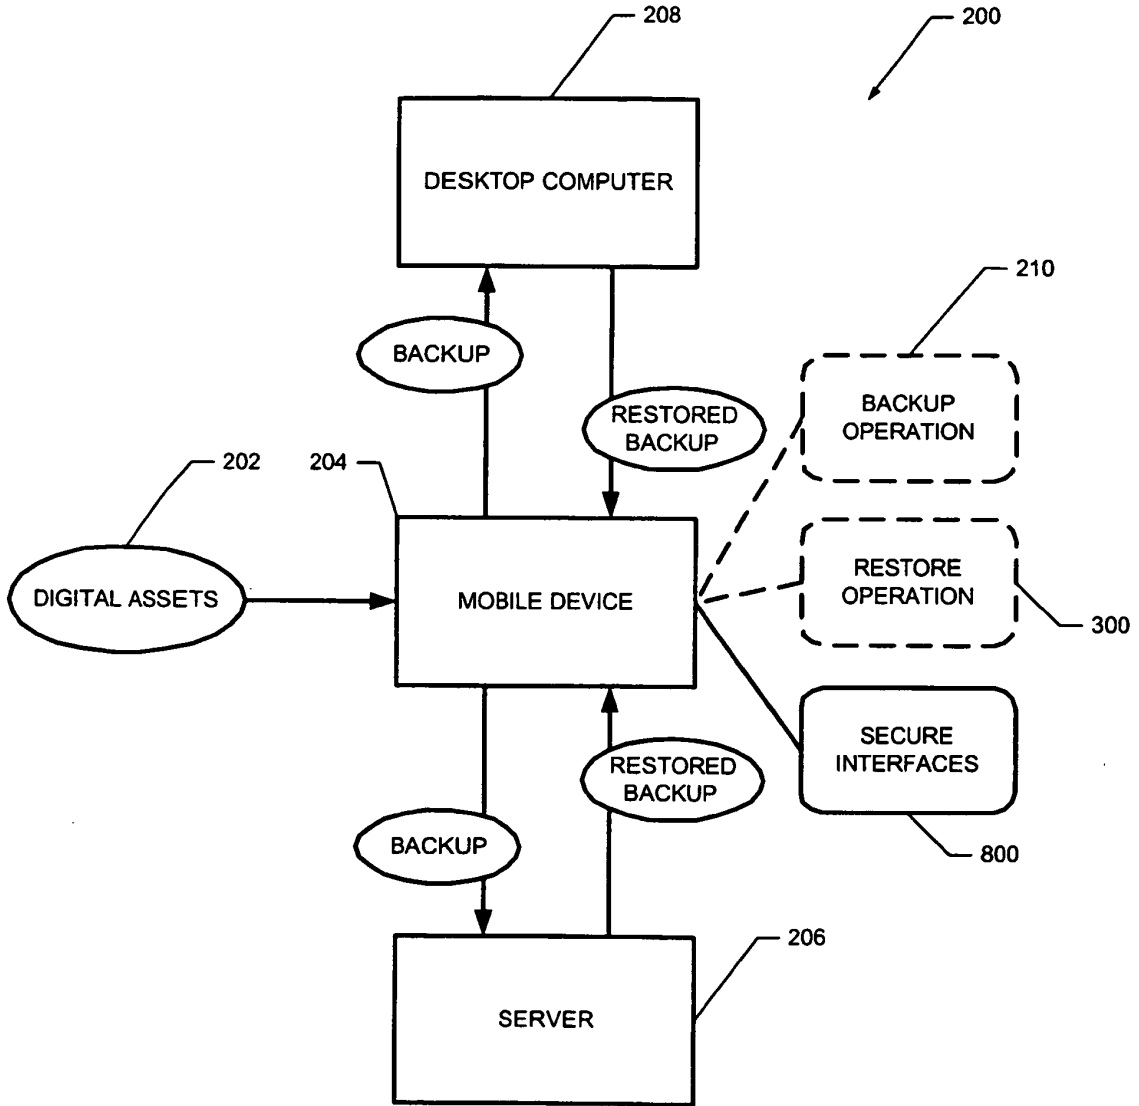 208
200
DESKTOP COMPUTER
210
BACKUP
BACKUP
OPERATION
RESTORED
BACKUP
202
204
DIGITAL ASSETS
MOBILE DEVICE
RESTORE
OPERATION
300
SECURE
INTERFACES
RESTORED
BACKUP
BACKUP
800
206
SERVER